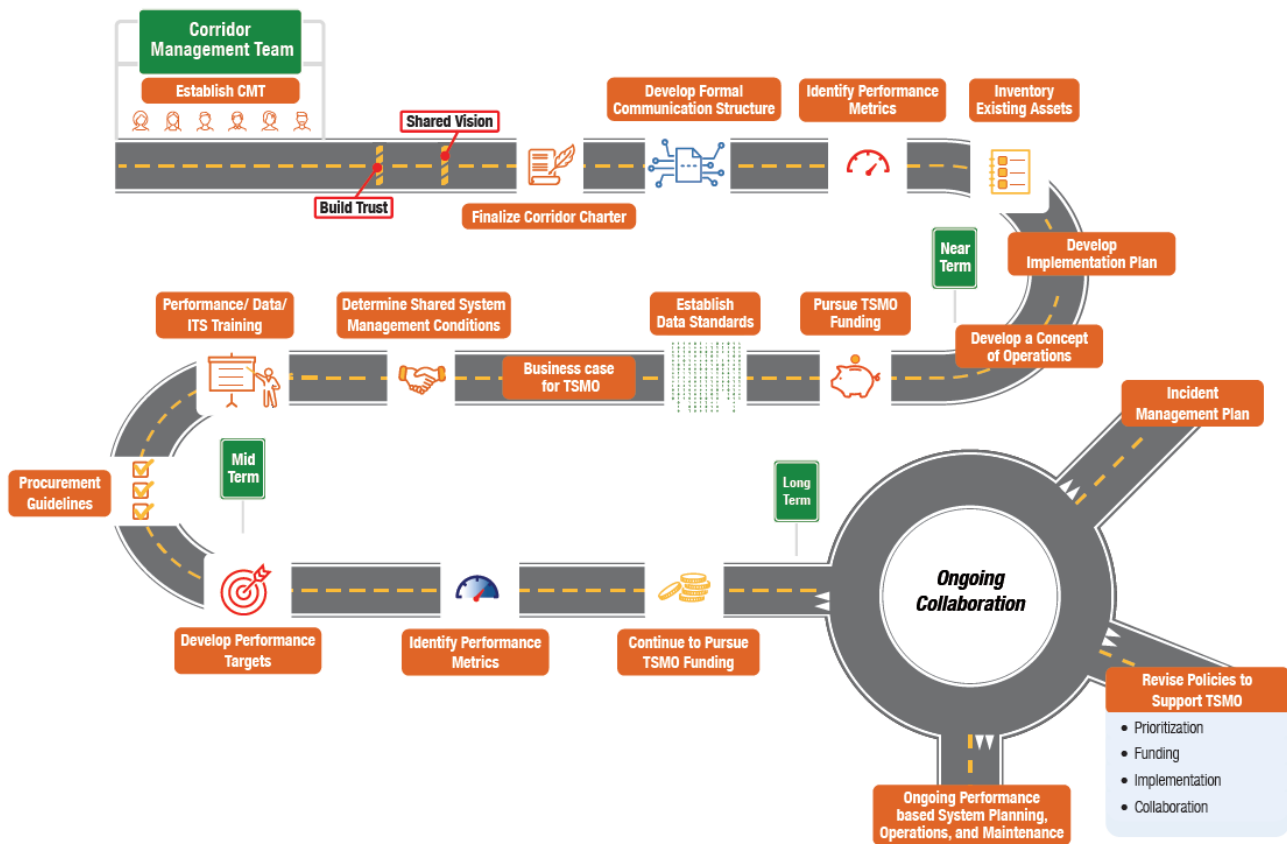 Corridor
Management Team
Establish CMT
Shared Vision
Build Trust
Finalize Corridor Charter
Develop Formal
Communication Structure
Identify Performance
Metrics
Inventory
Existing Assets
Develop
Implementation Plan
Near
Term
Develop a Concept
of Operations
Pursue TSMO
Funding
Establish
Data Standards
Business case
for TSMO
Determine Shared System
Management Conditions
Performance/ Data/
ITS Training
Procurement
Guidelines
Mid
Term
Develop Performance
Targets
Identify Performance
Metrics
Continue to Pursue
TSMO Funding
Long
Term
Ongoing
Collaboration
Incident
Management Plan
Revise Policies to
Support TSMO
• Prioritization
• Funding
• Implementation
• Collaboration
Ongoing Performance
based System Planning,
Operations, and Maintenance